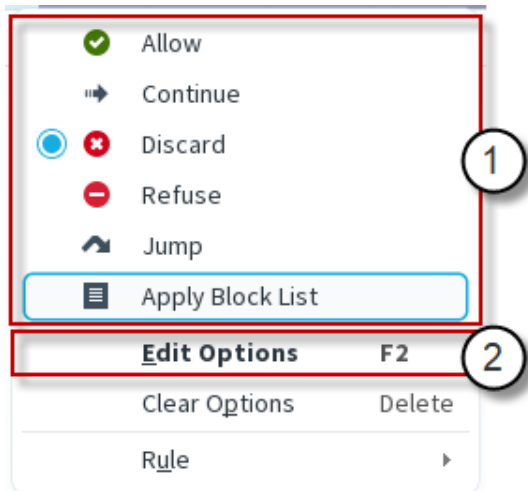 Allow
Continue
Discard
Refuse
Jump
Apply Block List
1
Edit Options F2
2
Clear Options Delete
Rule